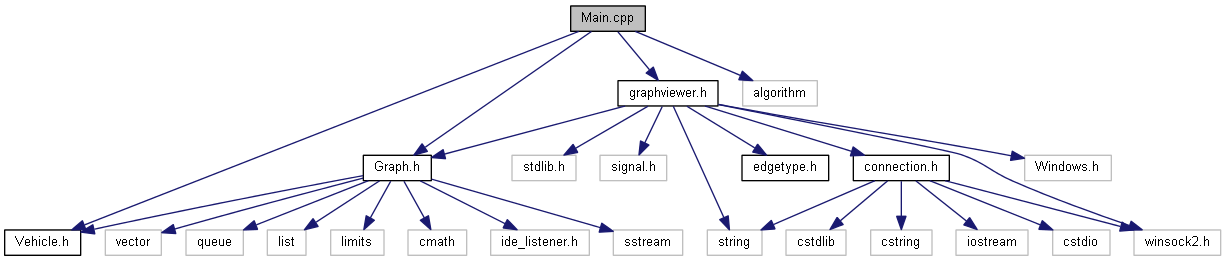 Main.cpp
graphviewer.h
algorithm
Graph.h
stdlib.h
signal.h
edgetype.h
connection.h
Windows.h
Vehicle.h
vector
queue
list
limits
cmath
ide_listener.h
sstream
string
cstdlib
cstring
iostream
cstdio
winsock2.h